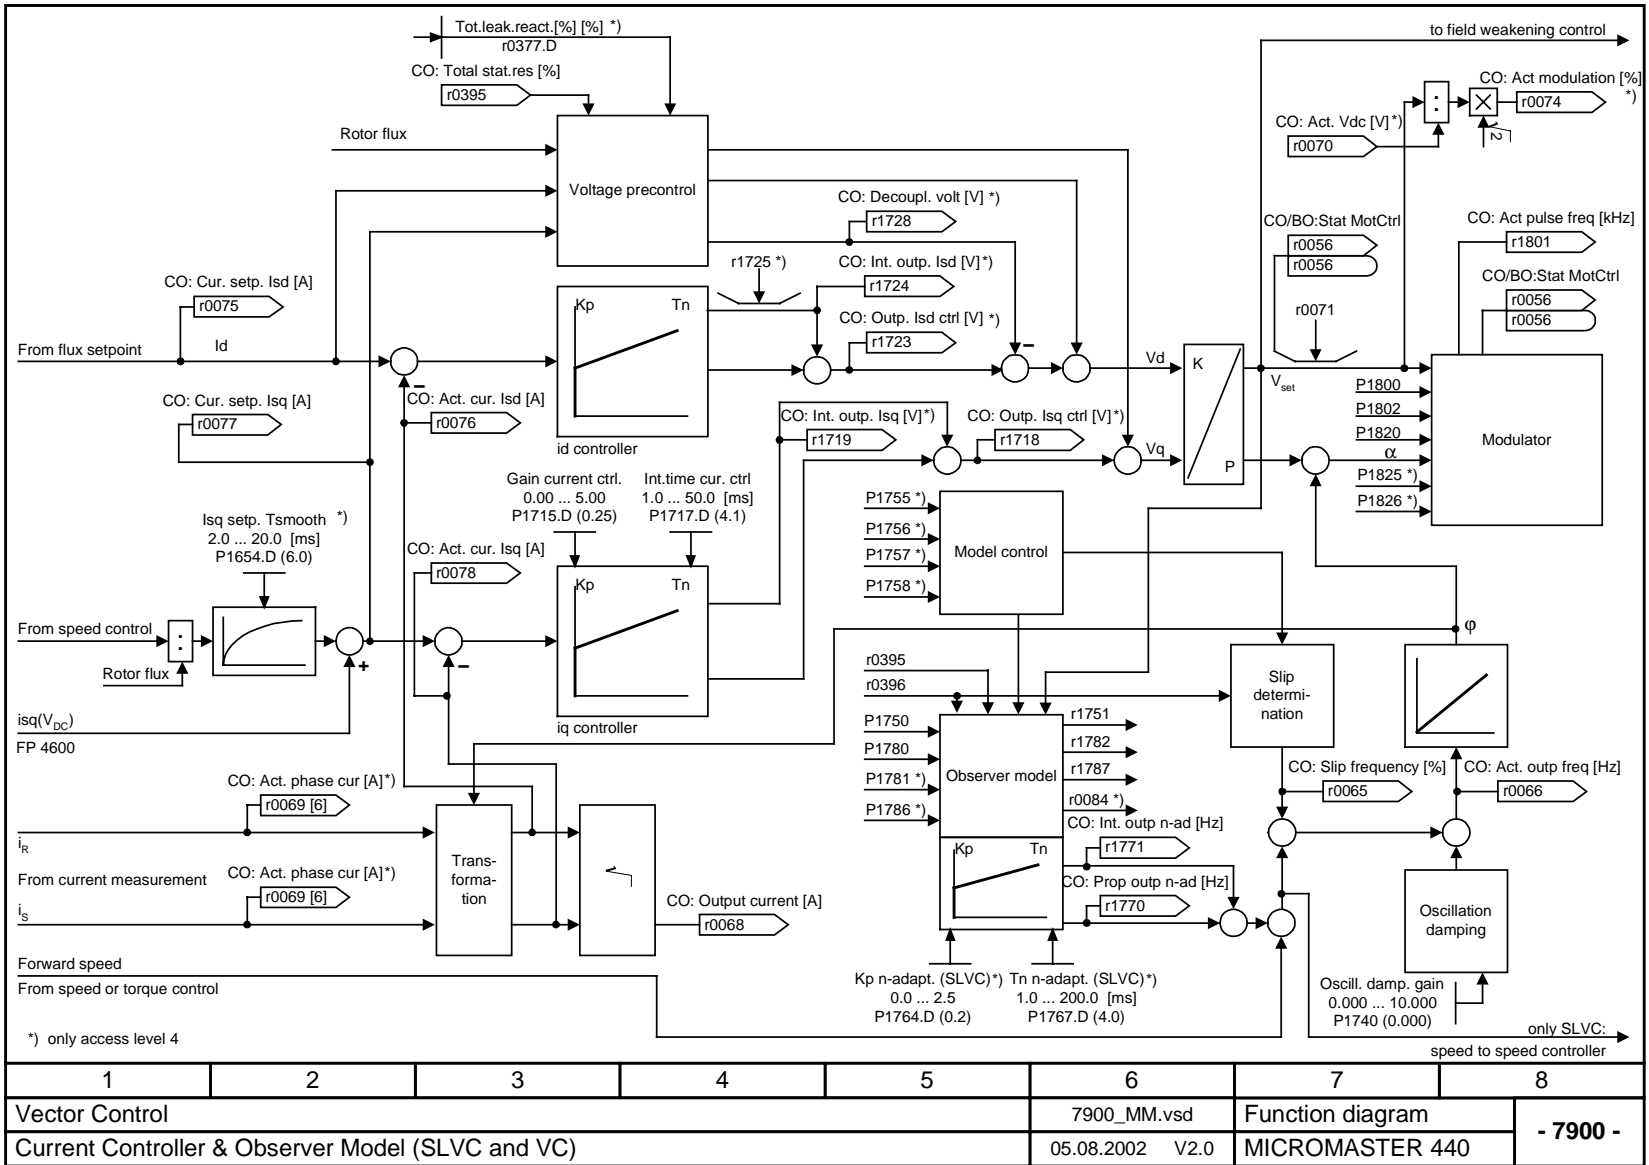 Tot.leak.react.[%] [%] *)
r0377.D
CO: Total stat.res [%]
r0395
Rotor flux
Voltage precontrol
to field weakening control
CO: Act modulation [%]
r0074
*)
√2
CO: Act. Vdc [V]*)
r0070
CO: Decoupl. volt [V] *)
r1728
CO/BO:Stat MotCtrl
r0056
r0056
CO: Act pulse freq [kHz]
r1801
CO/BO:Stat MotCtrl
r0056
r0056
r1725 *)
CO: Int. outp. Isd [V]*)
r1724
CO: Outp. Isd ctrl [V] *)
r1723
r0071
CO: Cur. setp. Isd [A]
r0075
From flux setpoint
Id
Kp
Tn
id controller
CO: Cur. setp. Isq [A]
r0077
CO: Act. cur. Isd [A]
r0076
Vd
K
P
Vset
P1800
P1802
P1820
α
P1825 *)
P1826 *)
Modulator
CO: Int. outp. Isq [V]*)
r1719
CO: Outp. Isq ctrl [V]*)
r1718
Vq
Gain current ctrl.
0.00 ... 5.00
P1715.D (0.25)
Int.time cur. ctrl
1.0 ... 50.0 [ms]
P1717.D (4.1)
Isq setp. Tsmooth *)
2.0 ... 20.0 [ms]
P1654.D (6.0)
CO: Act. cur. Isq [A]
r0078
Kp
Tn
iq controller
P1755 *)
P1756 *)
P1757 *)
P1758 *)
Model control
From speed control
:
Rotor flux
+
isq(VDC)
FP 4600
φ
r0395
r0396
Slip
determi-
nation
P1750
P1780
P1781 *)
P1786 *)
Observer model
r1751
r1782
r1787
r0084 *)
CO: Slip frequency [%]
r0065
CO: Act. outp freq [Hz]
r0066
CO: Act. phase cur [A]*)
r0069 [6]
iR
From current measurement
CO: Act. phase cur [A]*)
r0069 [6]
iS
Trans-
forma-
tion
√
CO: Output current [A]
r0068
Kp
Tn
CO: Int. outp n-ad [Hz]
r1771
CO: Prop outp n-ad [Hz]
r1770
Oscillation
damping
Forward speed
From speed or torque control
Kp n-adapt. (SLVC)*)
0.0 ... 2.5
P1764.D (0.2)
Tn n-adapt. (SLVC)*)
1.0 ... 200.0 [ms]
P1767.D (4.0)
Oscill. damp. gain
0.000 ... 10.000
P1740 (0.000)
only SLVC:
speed to speed controller
*) only access level 4
1 2 3 4 5 6 7 8
Vector Control
7900_MM.vsd
Function diagram
- 7900 -
Current Controller & Observer Model (SLVC and VC)
05.08.2002 V2.0
MICROMASTER 440